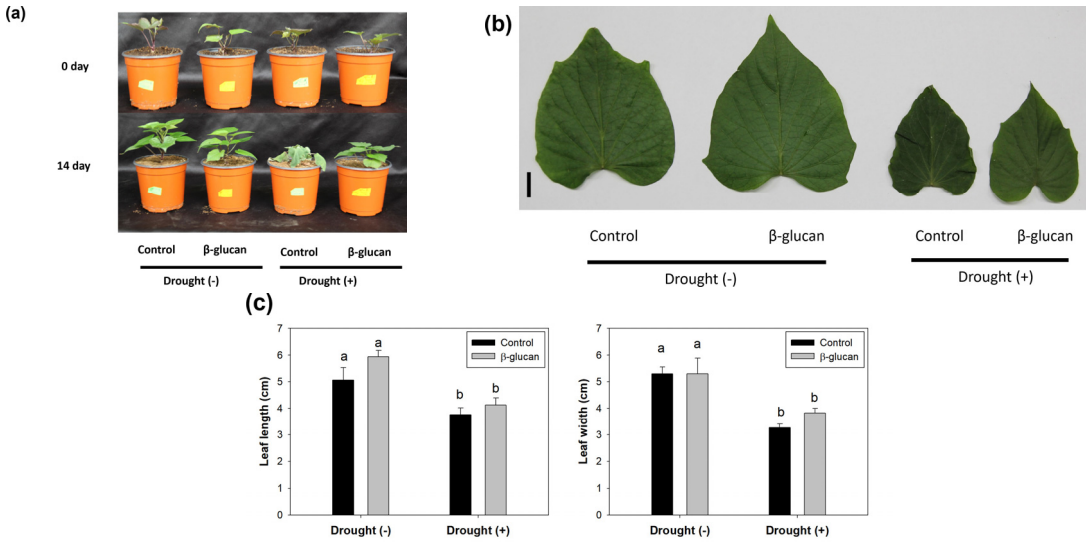 (a)
0 day
14 day
Control β-glucan Control β-glucan
Drought (-) Drought (+)
(b)
Control β-glucan Control β-glucan
Drought (-) Drought (+)
(c)
7
6
5
4
3
2
1
0
Leaf length (cm)
a a b b
Control
β-glucan
Drought (-) Drought (+)
7
6
5
4
3
2
1
0
Leaf width (cm)
a a b b
Control
β-glucan
Drought (-) Drought (+)